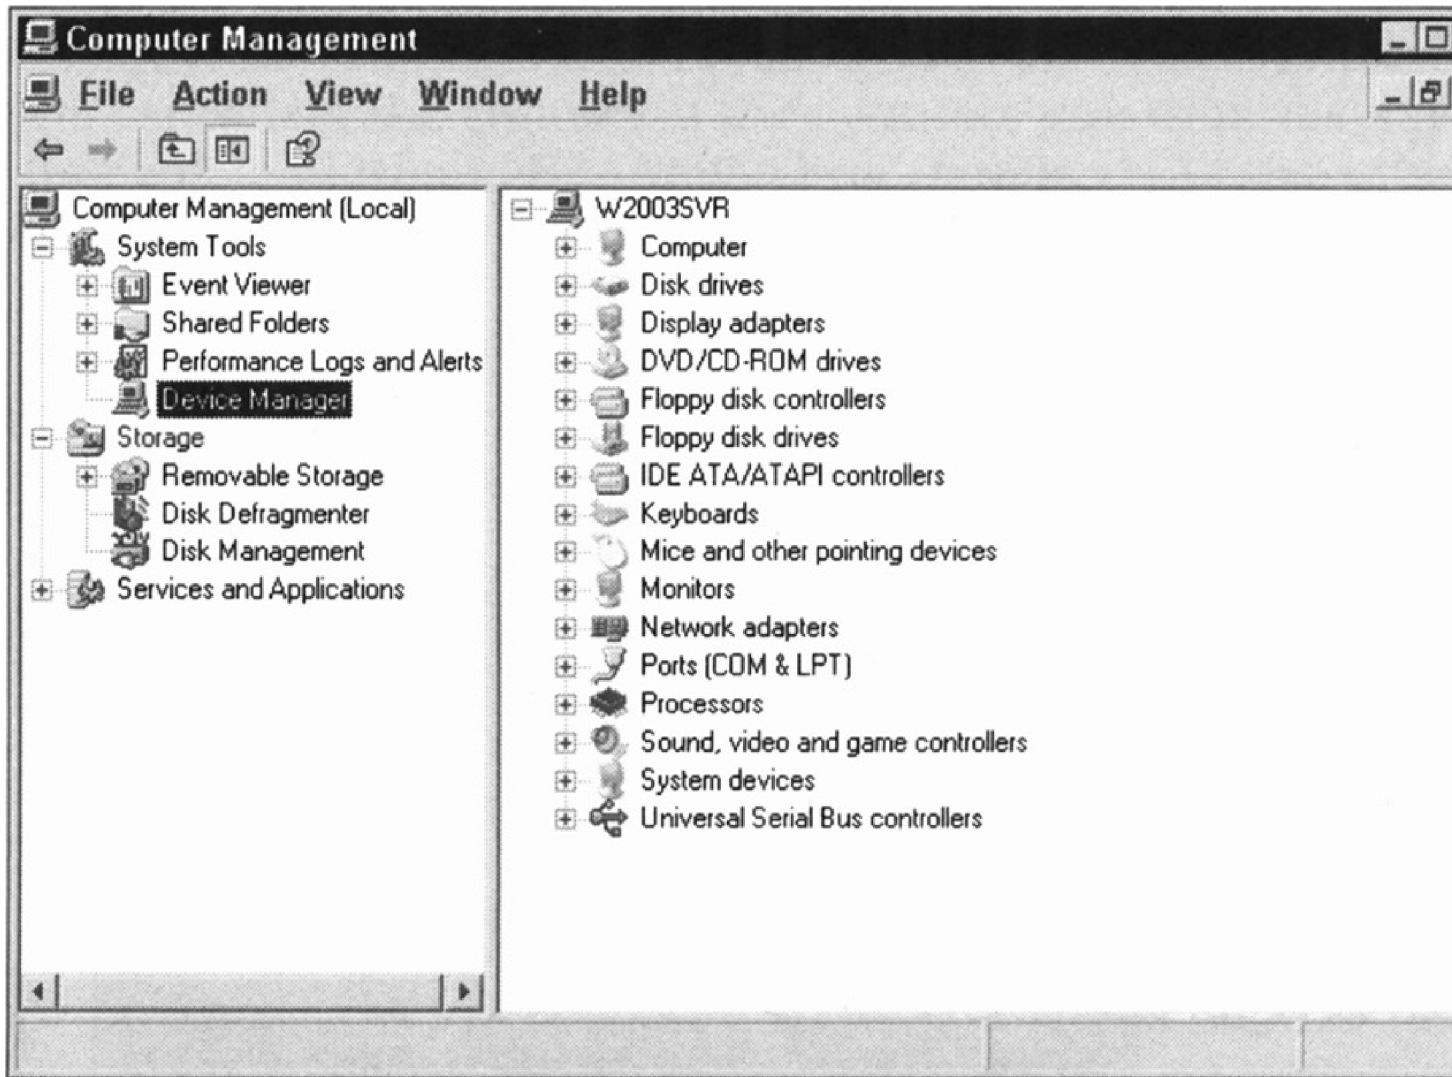 Computer Management
File Action View Window Help
Computer Management (Local)
System Tools
Event Viewer
Shared Folders
Performance Logs and Alerts
Device Manager
Storage
Removable Storage
Disk Defragmenter
Disk Management
Services and Applications
W2003SVR
Computer
Disk drives
Display adapters
DVD/CD-ROM drives
Floppy disk controllers
Floppy disk drives
IDE ATA/ATAPI controllers
Keyboards
Mice and other pointing devices
Monitors
Network adapters
Ports (COM & LPT)
Processors
Sound, video and game controllers
System devices
Universal Serial Bus controllers